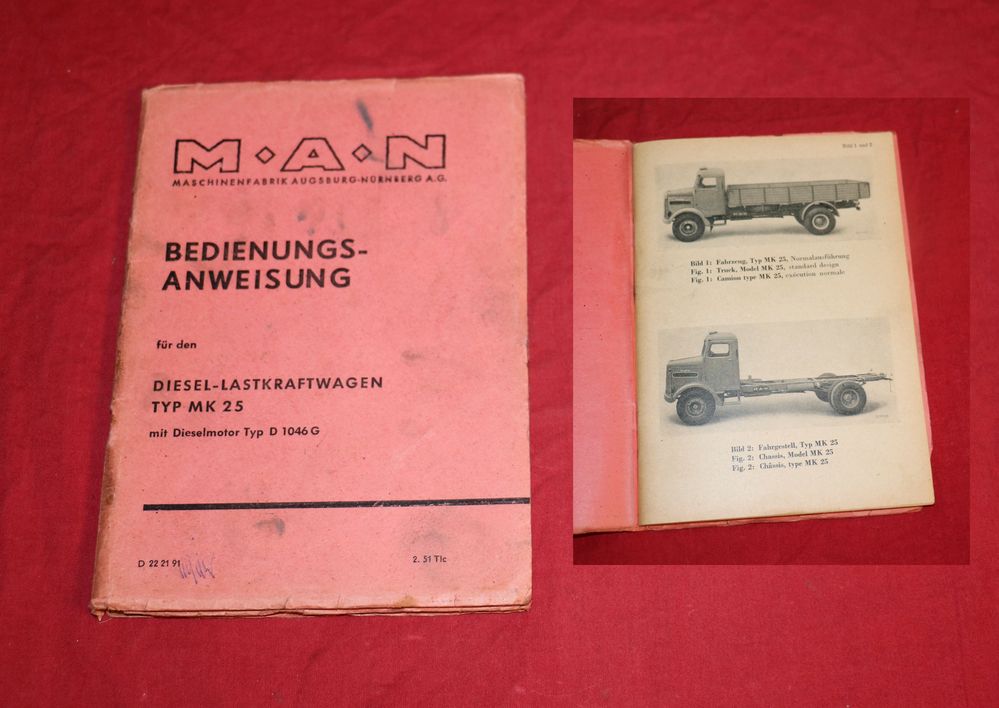 M·A·N
MASCHINENFABRIK AUGSBURG-NÜRNBERG A.G.
BEDIENUNGS-
ANWEISUNG
für den
DIESEL-LASTKRAFTWAGEN
TYP MK 25
mit Dieselmotor Typ D 1046 G
D 22 21 91
2. 51 Tlc
Bild 1 und 2
Bild 1: Fahrzeug, Typ MK 25, Normalausführung
Fig. 1: Truck, Model MK 25, standard design
Fig. 1: Camion type MK 25, exécution normale
Bild 2: Fahrgestell, Typ MK 25
Fig. 2: Chassis, Model MK 25
Fig. 2: Châssis, type MK 25